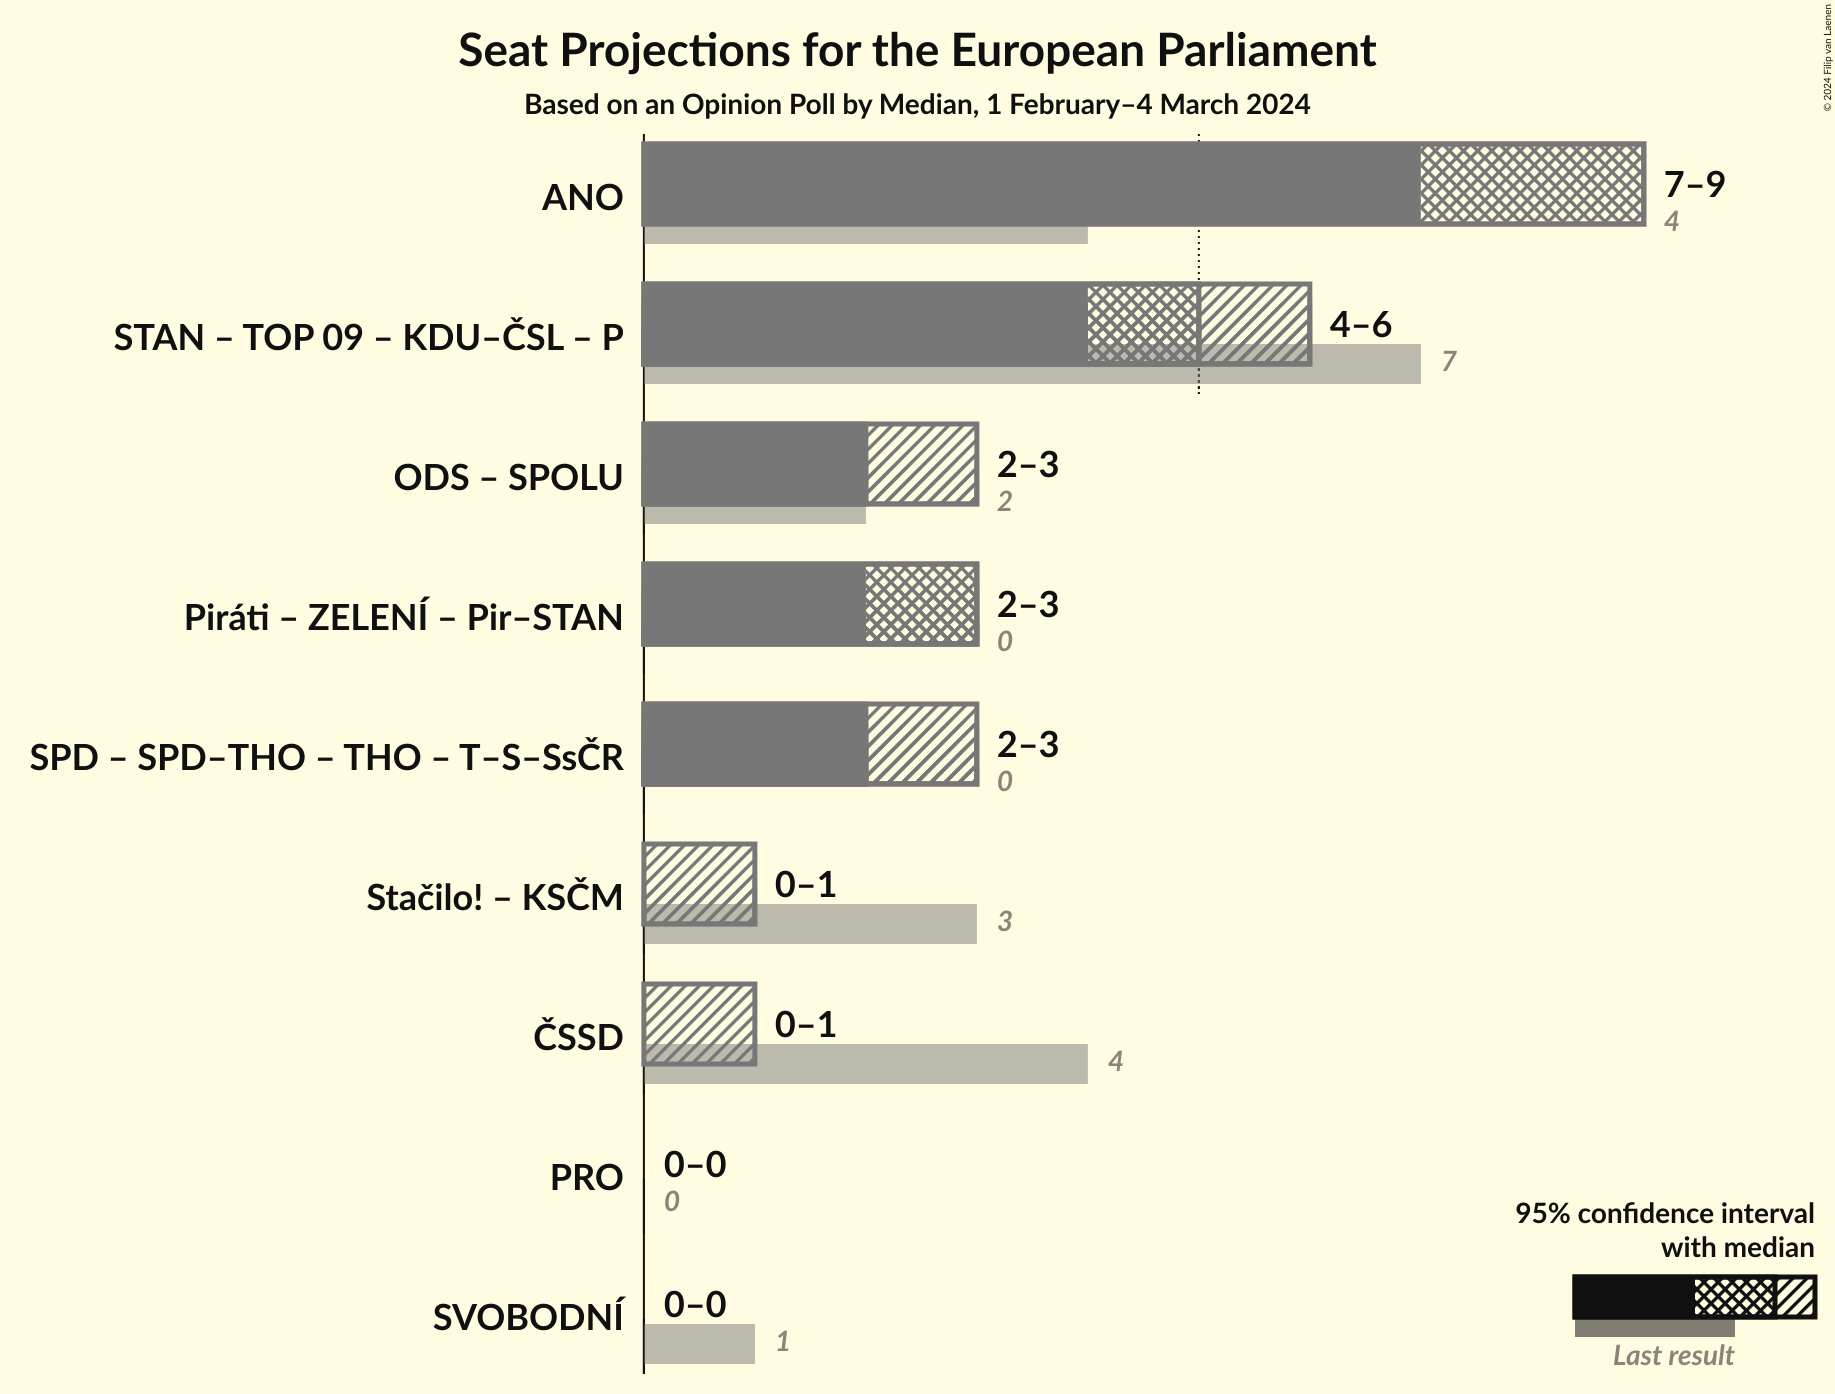 Seat Projections for the European Parliament
Based on an Opinion Poll by Median, 1 February–4 March 2024
© 2024 Filip van Laenen
ANO
7–9
4
STAN – TOP 09 – KDU–ČSL – P
4–6
7
ODS – SPOLU
2–3
2
Piráti – ZELENÍ – Pir–STAN
2–3
0
SPD – SPD–THO – THO – T–S–SsČR
2–3
0
Stačilo! – KSČM
0–1
3
ČSSD
0–1
4
PRO
0–0
0
SVOBODNÍ
0–0
1
95% confidence interval
with median
Last result